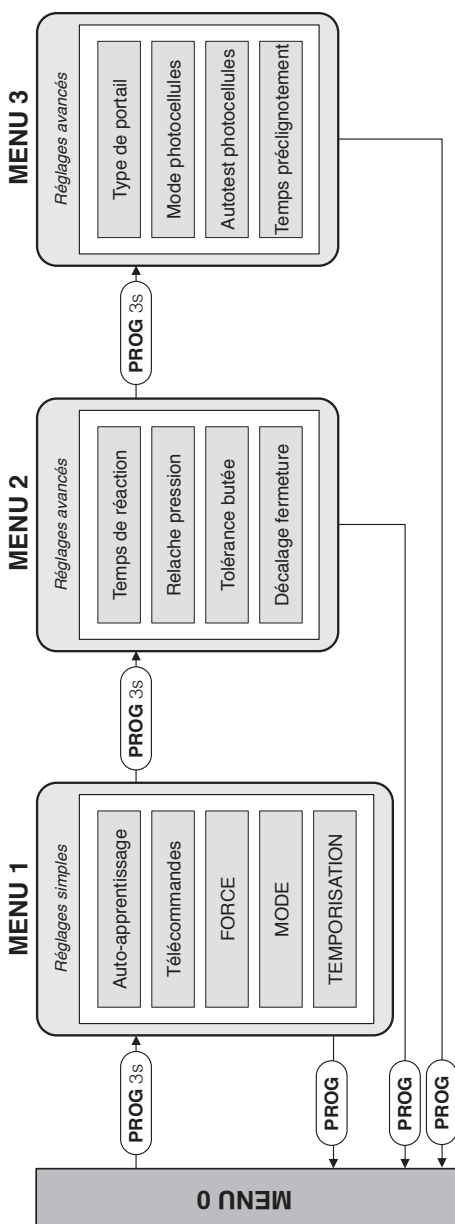 MENU 0
PROG 3s
PROG
PROG
PROG
MENU 1
Réglages simples
Auto-apprentissage
Télécommandes
FORCE
MODE
TEMPORISATION
PROG 3s
MENU 2
Réglages avancés
Temps de réaction
Relache pression
Tolérance butée
Décalage fermeture
PROG 3s
MENU 3
Réglages avancés
Type de portail
Mode photocellules
Autotest photocellules
Temps préclignotement